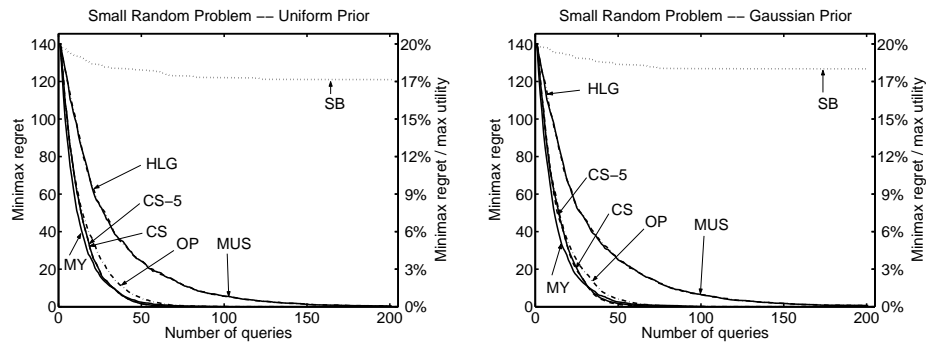 Small Random Problem −− Uniform Prior
140
120
100
80
60
40
20
0
Minimax regret
20%
17%
15%
12%
9%
6%
3%
0%
Minimax regret / max utility
SB
HLG
CS−5
CS
OP
MUS
MY
0
50
100
150
200
Number of queries
Small Random Problem −− Gaussian Prior
140
120
100
80
60
40
20
0
Minimax regret
20%
17%
15%
12%
9%
6%
3%
0%
Minimax regret / max utility
HLG
SB
CS−5
CS
OP
MUS
MY
0
50
100
150
200
Number of queries